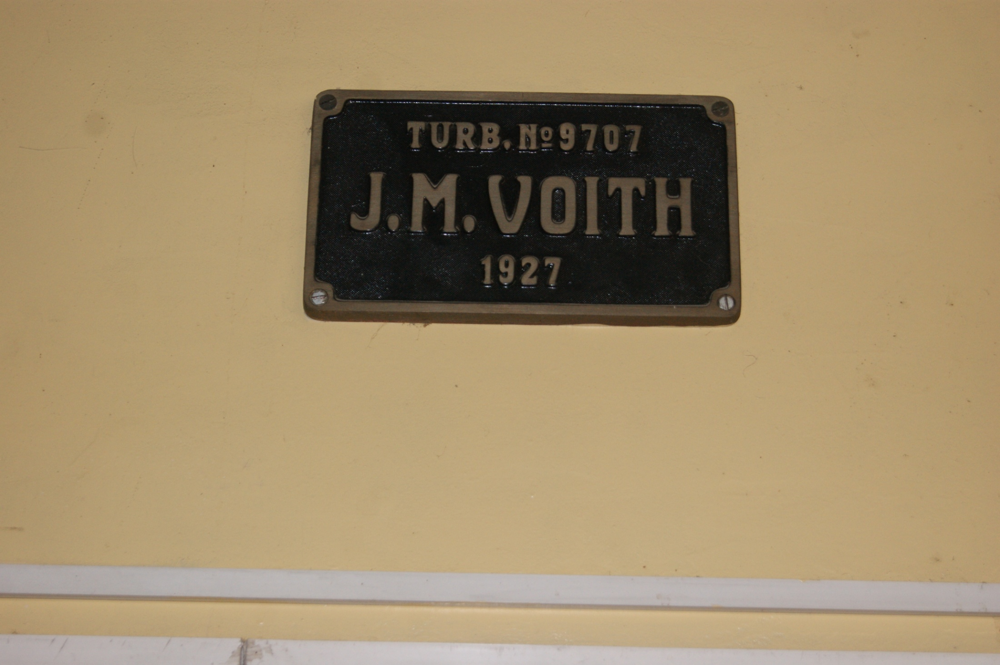 TURB. Nº 9707
J.M. VOITH
1927